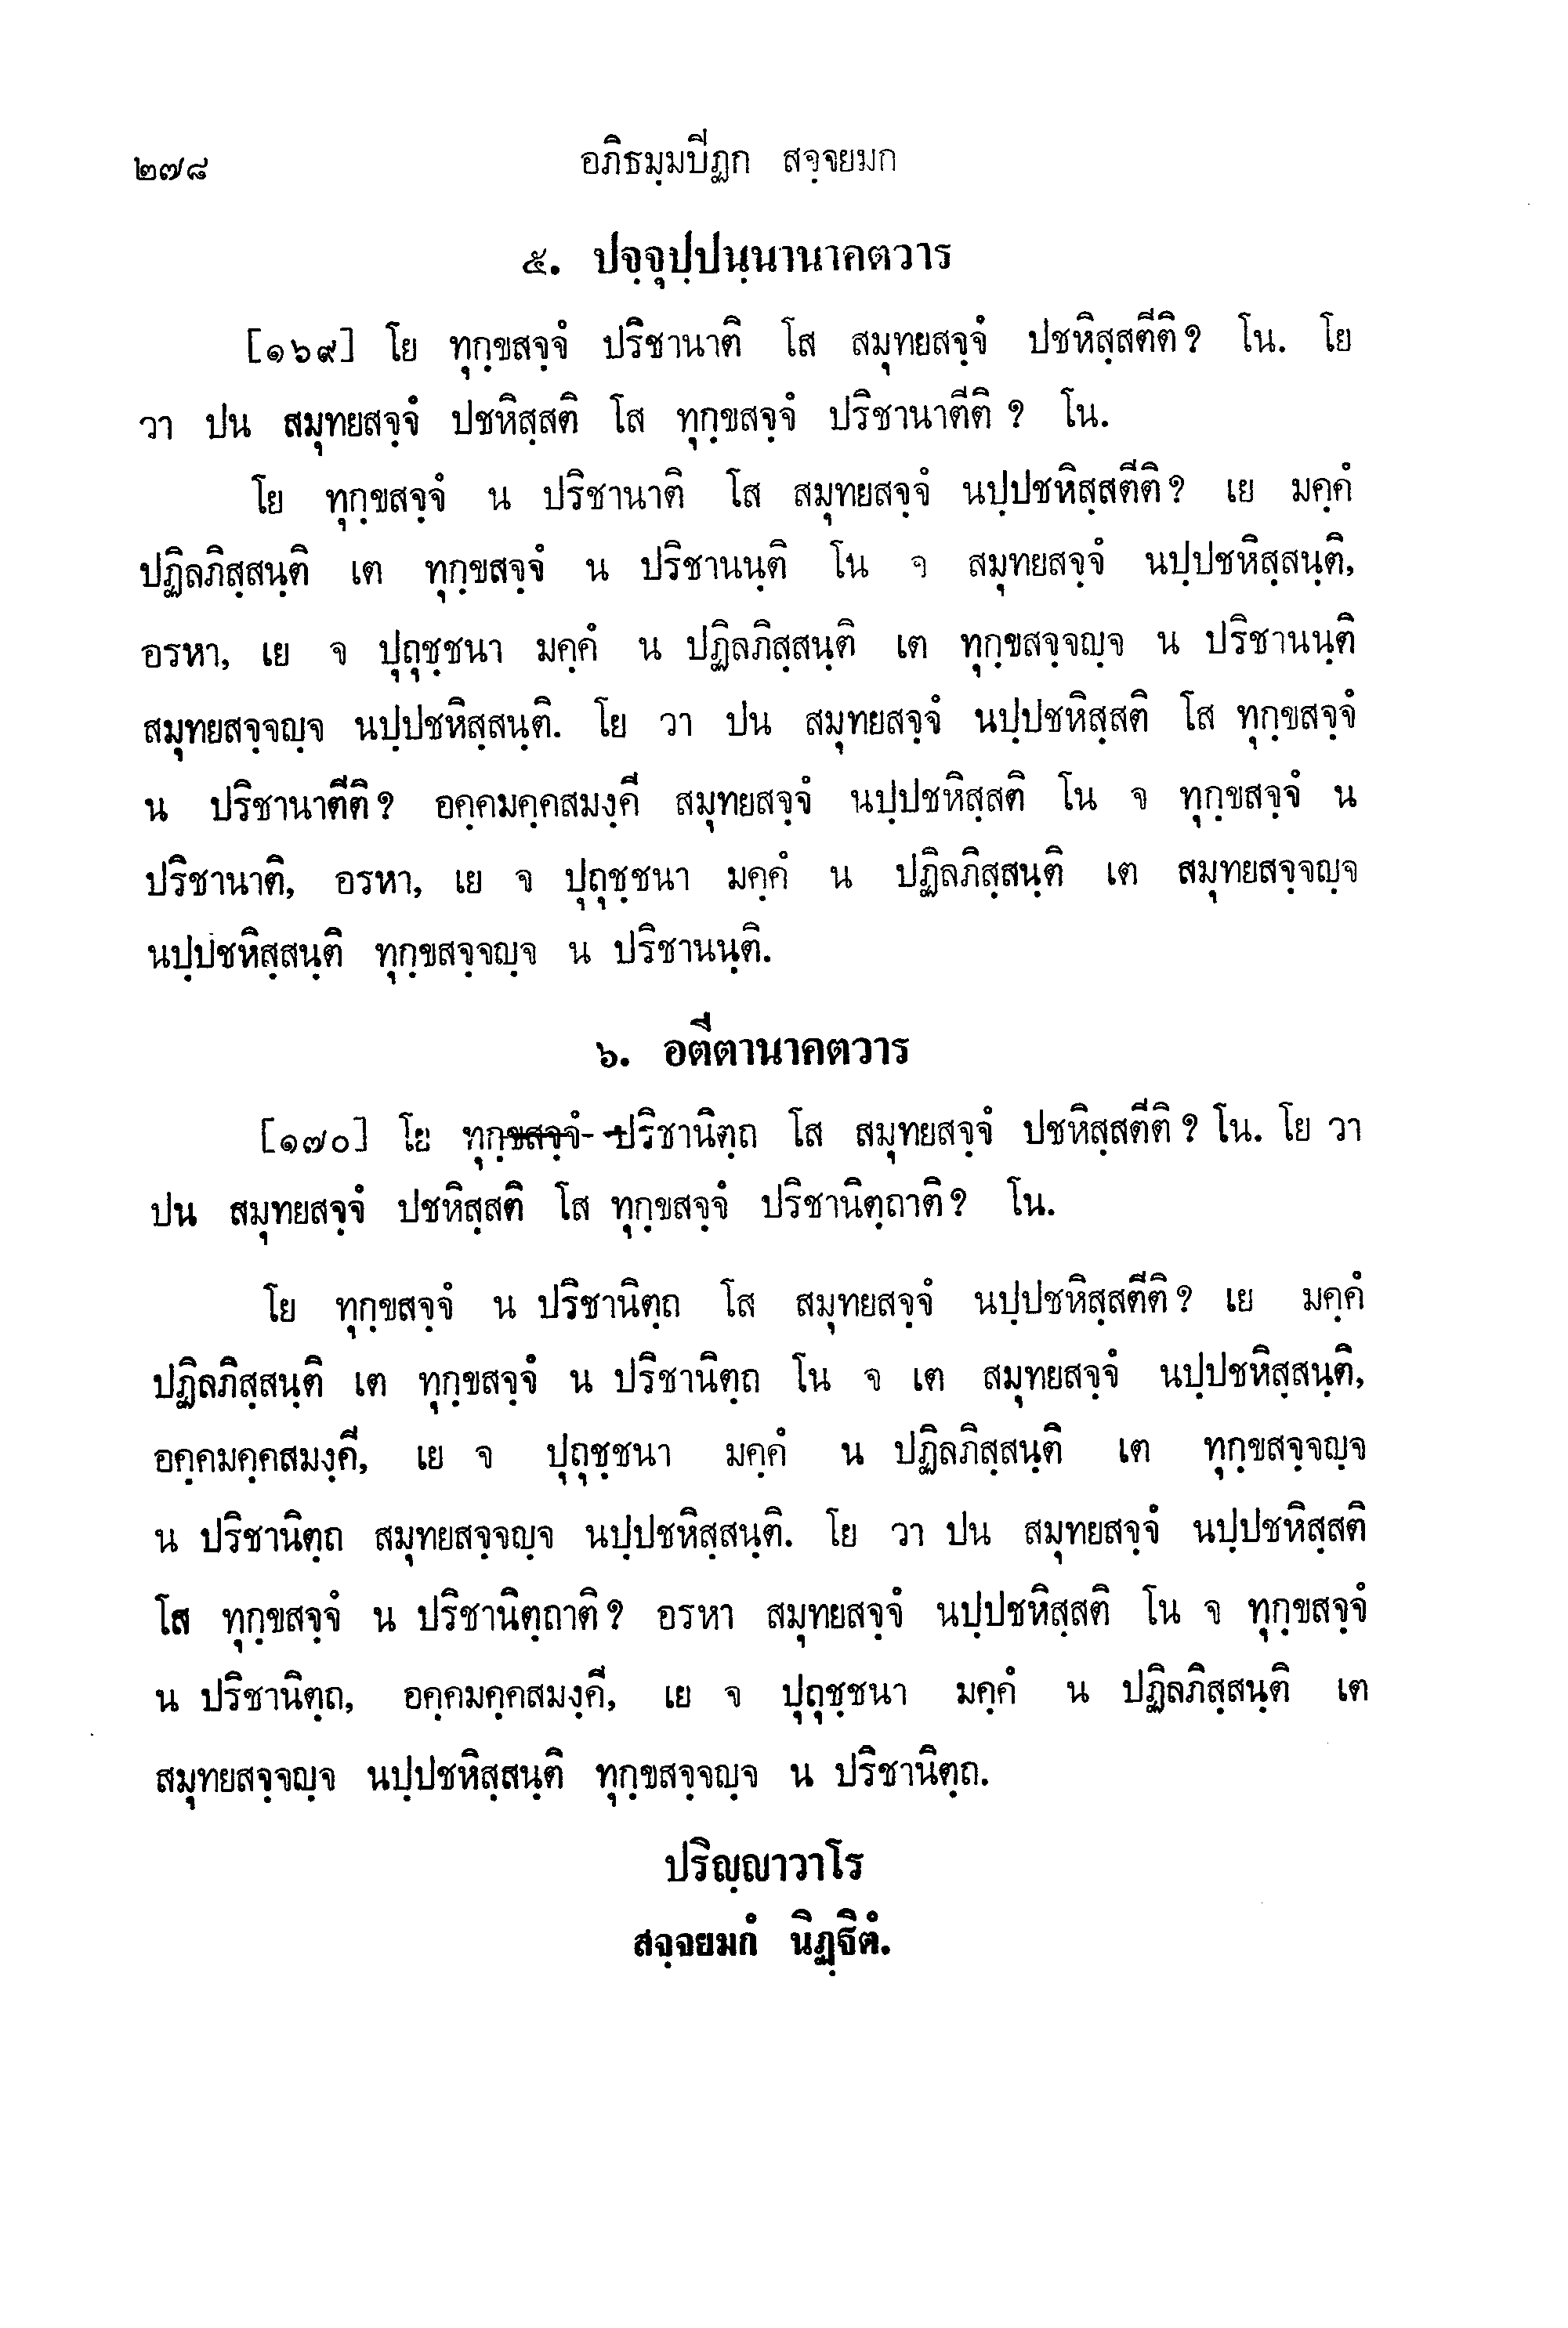 ๒๗๘ อภิธมฺมปีฏก สจฺจยมก
๕. ปจฺจุปฺปนฺนานาคตวาร
[๑๖๙] โย ทุกฺขสจฺจํ ปริชานาติ โส สมุทยสจฺจํ ปชหิสฺสตีติ? โน. โย
วา ปน สมุทยสจฺจํ ปชหิสฺสติ โส ทุกฺขสจฺจํ ปริชานาตีติ? โน.
โย ทุกฺขสจฺจํ น ปริชานาติ โส สมุทยสจฺจํ นปฺปชหิสฺสตีติ? เย มคฺคํ
ปฏิลภิสฺสนฺติ เต ทุกฺขสจฺจํ น ปริชานนฺติ โน จ สมุทยสจฺจํ นปฺปชหิสฺสนฺติ,
อรหา, เย จ ปุถุชฺชนา มคฺคํ น ปฏิลภิสฺสนฺติ เต ทุกฺขสจฺจญฺจ น ปริชานนฺติ
สมุทยสจฺจญฺจ นปฺปชหิสฺสนฺติ. โย วา ปน สมุทยสจฺจํ นปฺปชหิสฺสติ โส ทุกฺขสจฺจํ
น ปริชานาตีติ? อคฺคมคฺคสมงฺคี สมุทยสจฺจํ นปฺปชหิสฺสติ โน จ ทุกฺขสจฺจํ น
ปริชานาติ, อรหา, เย จ ปุถุชฺชนา มคฺคํ น ปฏิลภิสฺสนฺติ เต สมุทยสจฺจญฺจ
นปฺปชหิสฺสนฺติ ทุกฺขสจฺจญฺจ น ปริชานนฺติ.
๖. อตีตานาคตวาร
[๑๗๐] โย ทุกฺขสจฺจํ ปริชานิตฺถ โส สมุทยสจฺจํ ปชหิสฺสตีติ? โน. โย วา
ปน สมุทยสจฺจํ ปชหิสฺสติ โส ทุกฺขสจฺจํ ปริชานิตฺถาติ? โน.
โย ทุกฺขสจฺจํ น ปริชานิตฺถ โส สมุทยสจฺจํ นปฺปชหิสฺสตีติ? เย มคฺคํ
ปฏิลภิสฺสนฺติ เต ทุกฺขสจฺจํ น ปริชานิตฺถ โน จ เต สมุทยสจฺจํ นปฺปชหิสฺสนฺติ,
อคฺคมคฺคสมงฺคี, เย จ ปุถุชฺชนา มคฺคํ น ปฏิลภิสฺสนฺติ เต ทุกฺขสจฺจญฺจ
น ปริชานิตฺถ สมุทยสจฺจญฺจ นปฺปชหิสฺสนฺติ. โย วา ปน สมุทยสจฺจํ นปฺปชหิสฺสติ
โส ทุกฺขสจฺจํ น ปริชานิตฺถาติ? อรหา สมุทยสจฺจํ นปฺปชหิสฺสติ โน จ ทุกฺขสจฺจํ
น ปริชานิตฺถ, อคฺคมคฺคสมงฺคี, เย จ ปุถุชฺชนา มคฺคํ น ปฏิลภิสฺสนฺติ เต
สมุทยสจฺจญฺจ นปฺปชหิสฺสนฺติ ทุกฺขสจฺจญฺจ น ปริชานิตฺถ.
ปริญฺญาวาโร
สจฺจยมกํ นิฏฺฐิตํ.